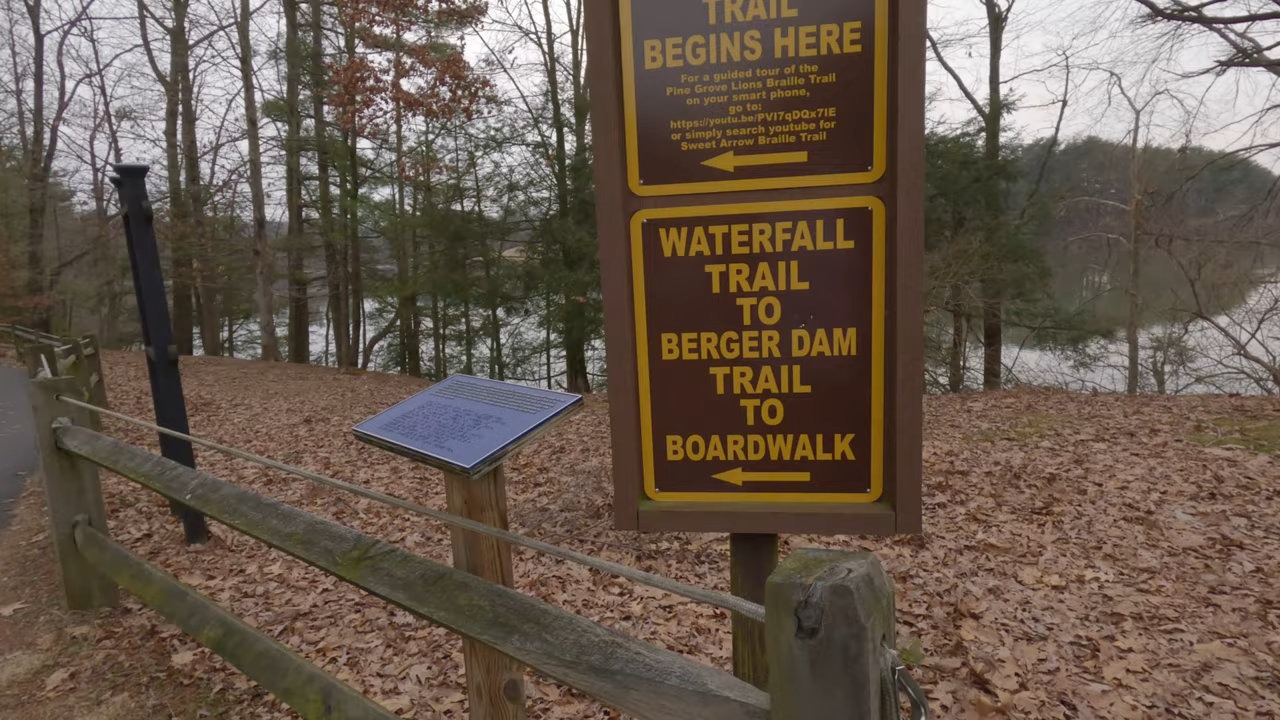 TRAIL
BEGINS HERE
For a guided tour of the
Pine Grove Lions Braille Trail
on your smart phone,
go to:
https://youtu.be/PVI7qDQx7IE
or simply search youtube for
Sweet Arrow Braille Trail
WATERFALL
TRAIL
TO
BERGER DAM
TRAIL
TO
BOARDWALK